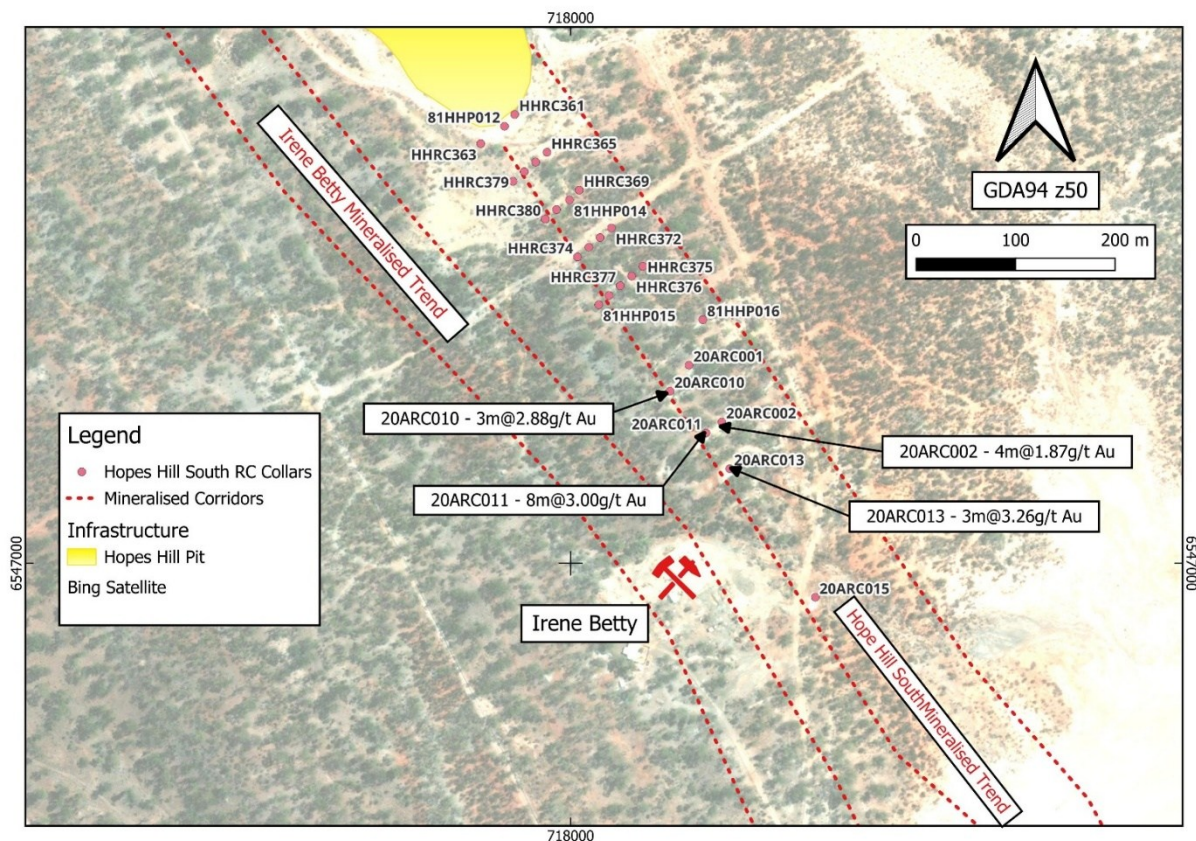 718000
HHRC361
81HHP012
HHRC363
HHRC365
HHRC379
HHRC369
HHRC380
81HHP014
HHRC372
HHRC374
HHRC375
HHRC377
HHRC376
81HHP015
81HHP016
20ARC001
20ARC010
20ARC002
20ARC011
20ARC013
20ARC015
Irene Betty Mineralised Trend
GDA94 z50
0 100 200 m
20ARC010 - 3m@2.88g/t Au
20ARC002 - 4m@1.87g/t Au
20ARC011 - 8m@3.00g/t Au
20ARC013 - 3m@3.26g/t Au
Legend
Hopes Hill South RC Collars
Mineralised Corridors
Infrastructure
Hopes Hill Pit
Bing Satellite
6547000
6547000
Irene Betty
Hope Hill SouthMineralised Trend
718000